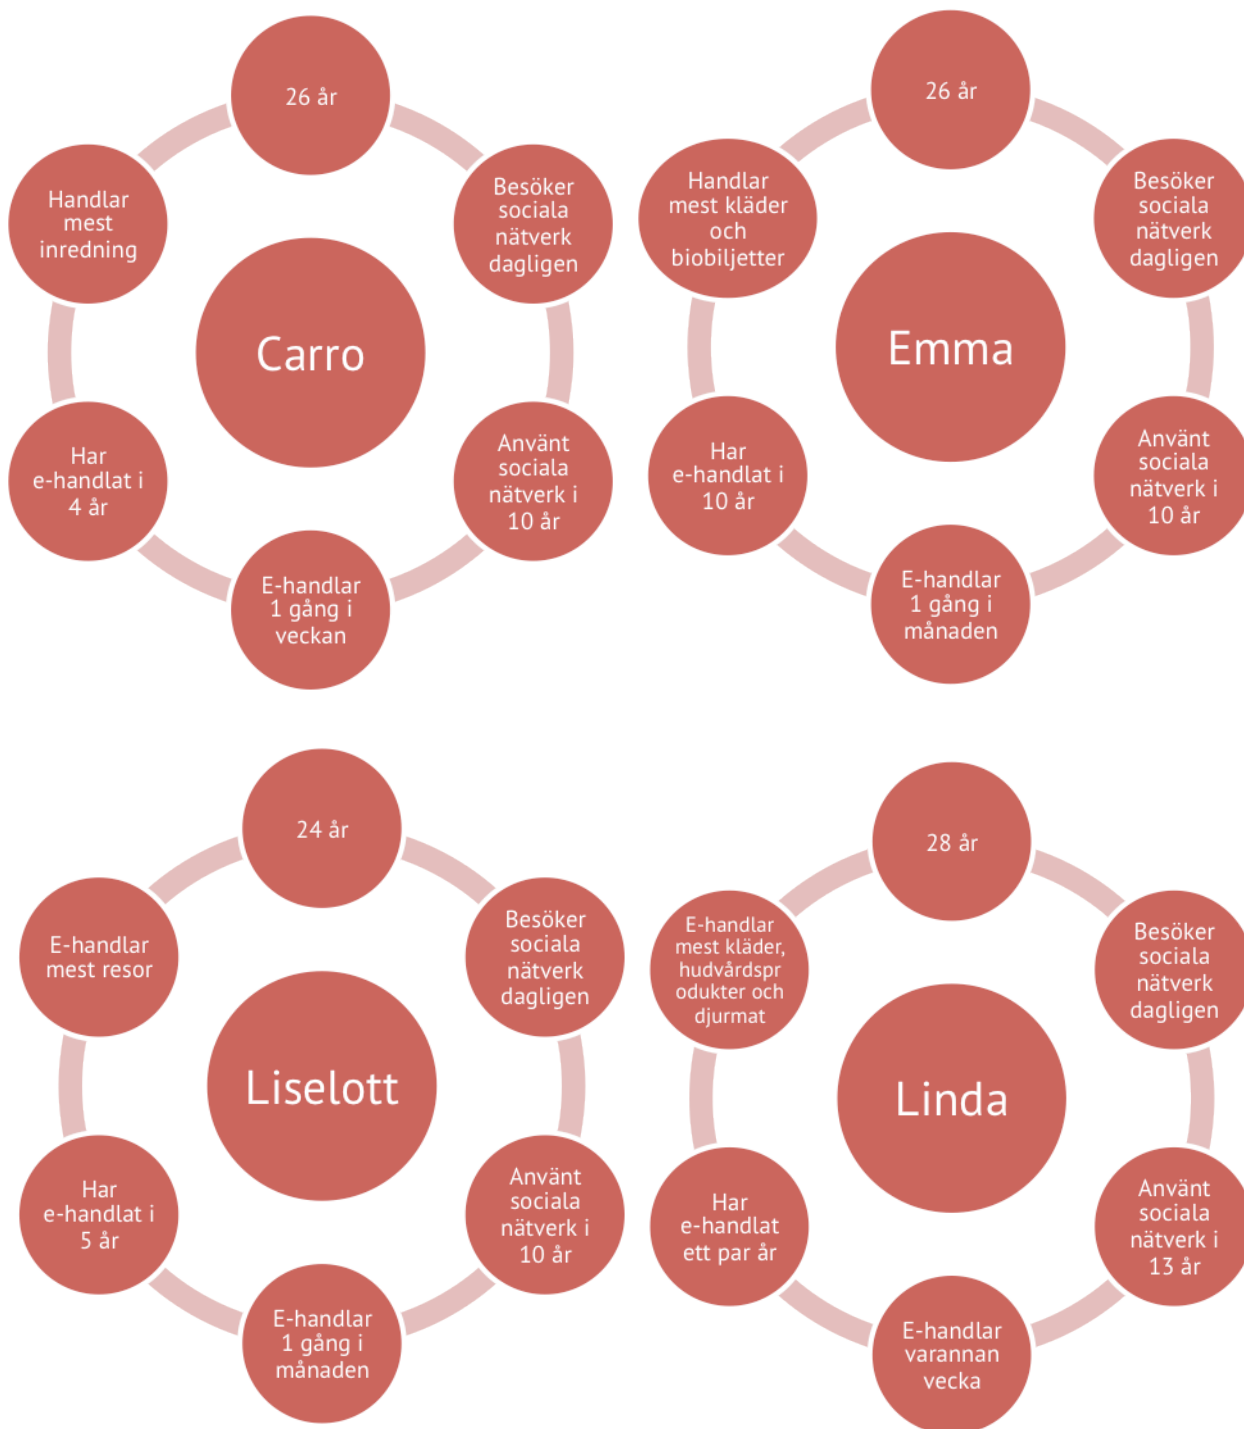 Carro
26 år
Besöker
sociala
nätverk
dagligen
Använt
sociala
nätverk i
10 år
E-handlar
1 gång i
veckan
Har
e-handlat i
4 år
Handlar
mest
inredning
Emma
26 år
Besöker
sociala
nätverk
dagligen
Använt
sociala
nätverk i
10 år
E-handlar
1 gång i
månaden
Har
e-handlat i
10 år
Handlar
mest kläder
och
biobiljetter
Liselott
24 år
Besöker
sociala
nätverk
dagligen
Använt
sociala
nätverk i
10 år
E-handlar
1 gång i
månaden
Har
e-handlat i
5 år
E-handlar
mest resor
Linda
28 år
Besöker
sociala
nätverk
dagligen
Använt
sociala
nätverk i
13 år
E-handlar
varannan
vecka
Har
e-handlat
ett par år
E-handlar
mest kläder,
hudvårdspr
odukter och
djurmat